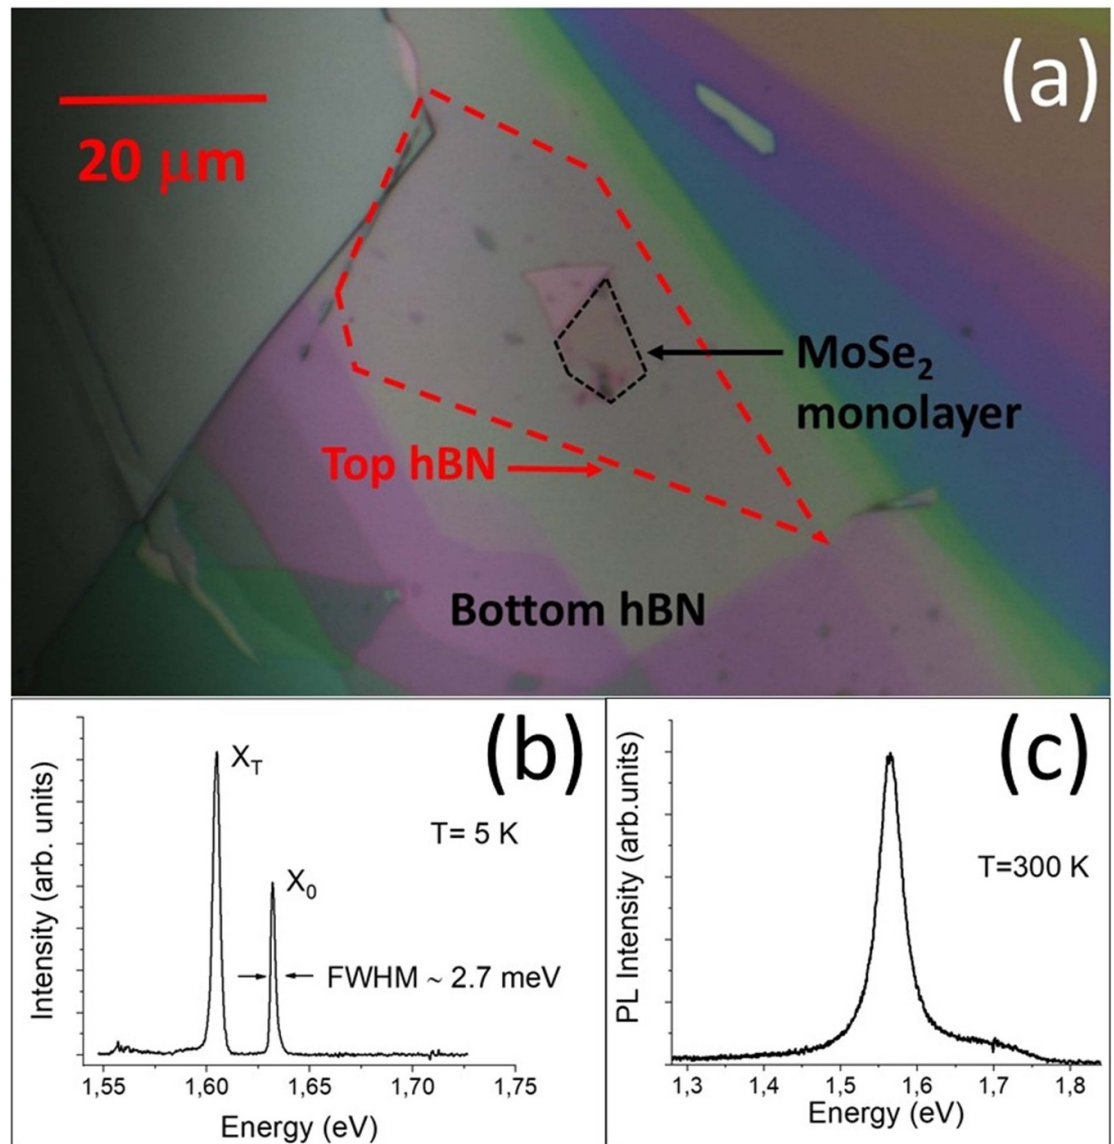 (a)
20 μm
MoSe₂
monolayer
Top hBN
Bottom hBN
(b)
X_T
T= 5 K
X₀
FWHM ~ 2.7 meV
Intensity (arb. units)
1,55 1,60 1,65 1,70 1,75
Energy (eV)
(c)
T=300 K
PL Intensity (arb.units)
1,3 1,4 1,5 1,6 1,7 1,8
Energy (eV)